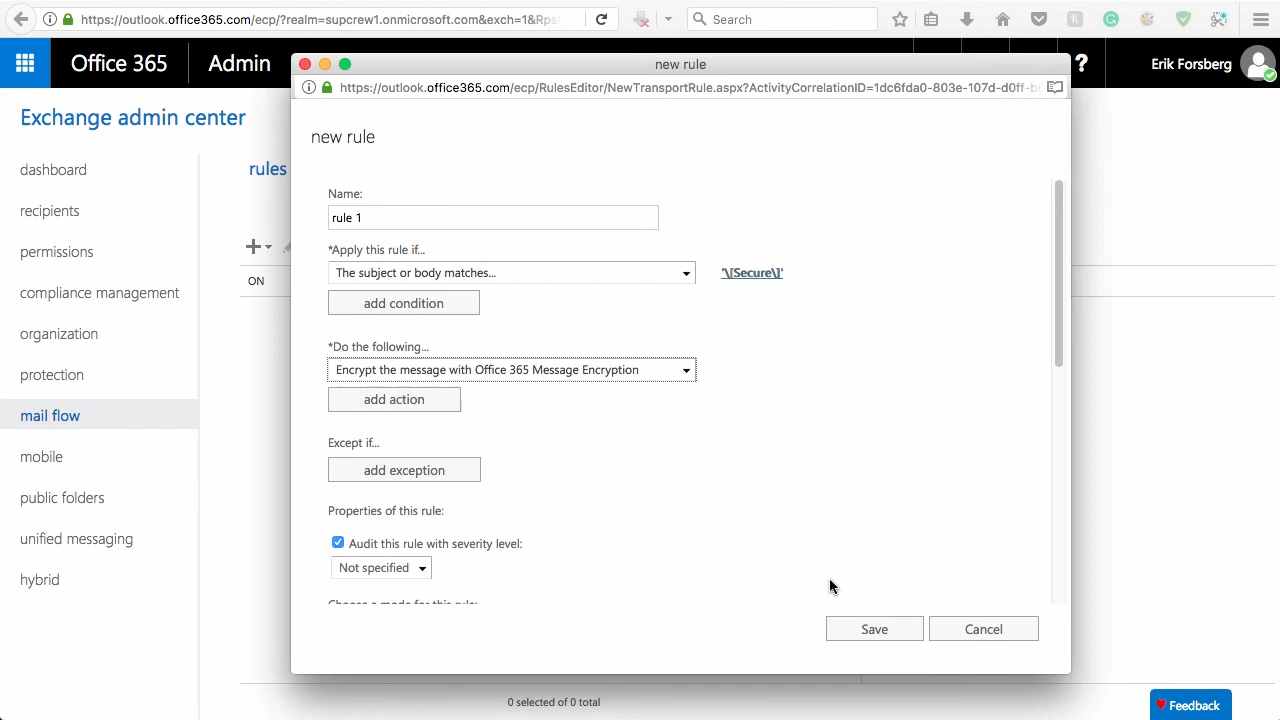 https://outlook.office365.com/ecp/?realm=supcrew1.onmicrosoft.com&exch=1&Rps
Search
Office 365
Admin
?
Erik Forsberg
new rule
https://outlook.office365.com/ecp/RulesEditor/NewTransportRule.aspx?ActivityCorrelationID=1dc6fda0-803e-107d-d0ff-b
Exchange admin center
dashboard
recipients
permissions
compliance management
organization
protection
mail flow
mobile
public folders
unified messaging
hybrid
rules
ON
new rule
Name:
rule 1
*Apply this rule if...
The subject or body matches...
'\[Secure\]'
add condition
*Do the following...
Encrypt the message with Office 365 Message Encryption
add action
Except if...
add exception
Properties of this rule:
Audit this rule with severity level:
Not specified
Choose a mode for this rule:
Save
Cancel
0 selected of 0 total
Feedback